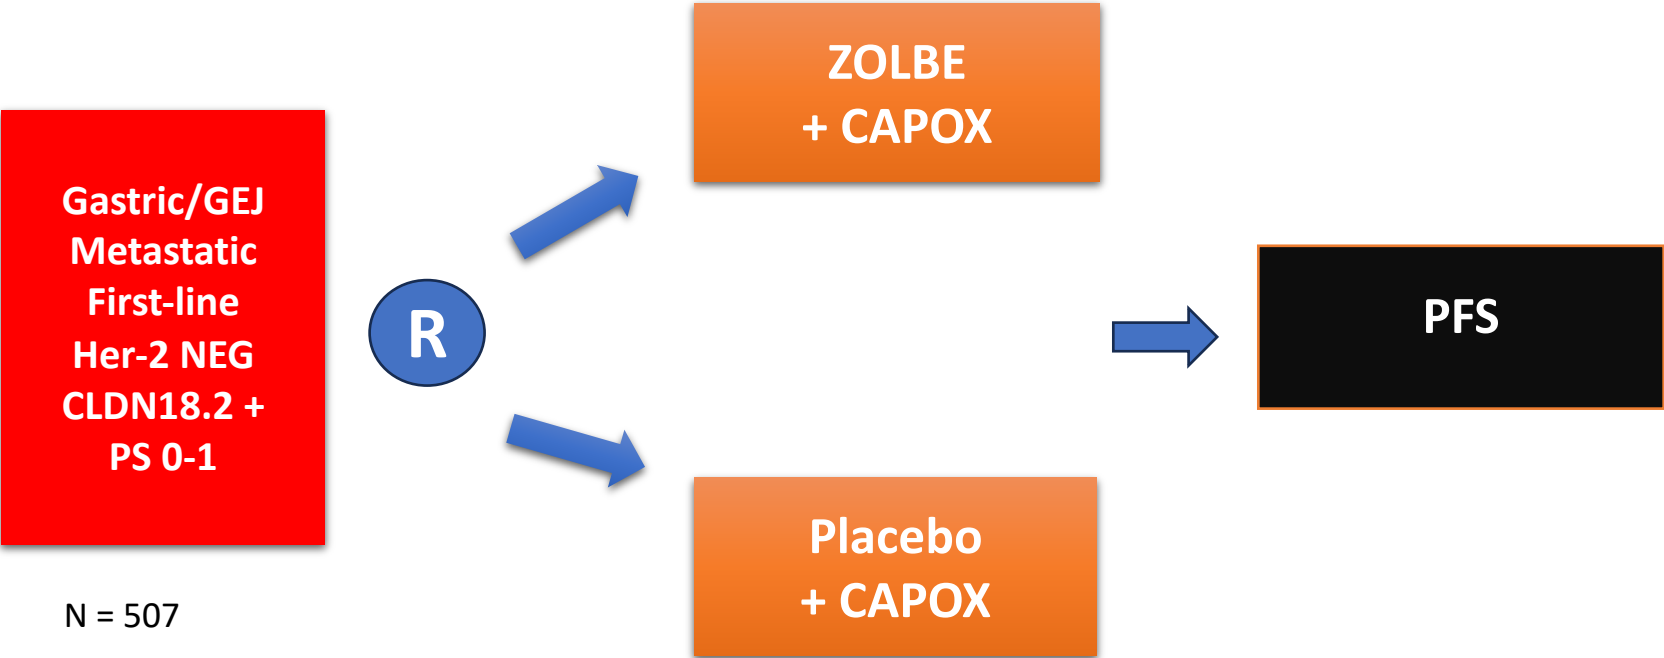 Gastric/GEJ
Metastatic
First-line
Her-2 NEG
CLDN18.2 +
PS 0-1
N = 507
R
ZOLBE
+ CAPOX
Placebo
+ CAPOX
PFS